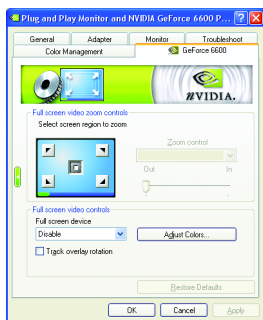 Plug and Play Monitor and NVIDIA GeForce 6600 P...
General
Adapter
Monitor
Troubleshoot
Color Management
GeForce 6600
NVIDIA.
Full screen video zoom controls
Select screen region to zoom
Zoom control
Out
In
Full screen video controls
Full screen device
Disable
Adjust Colors...
Track overlay rotation
Restore Defaults
OK
Cancel
Apply